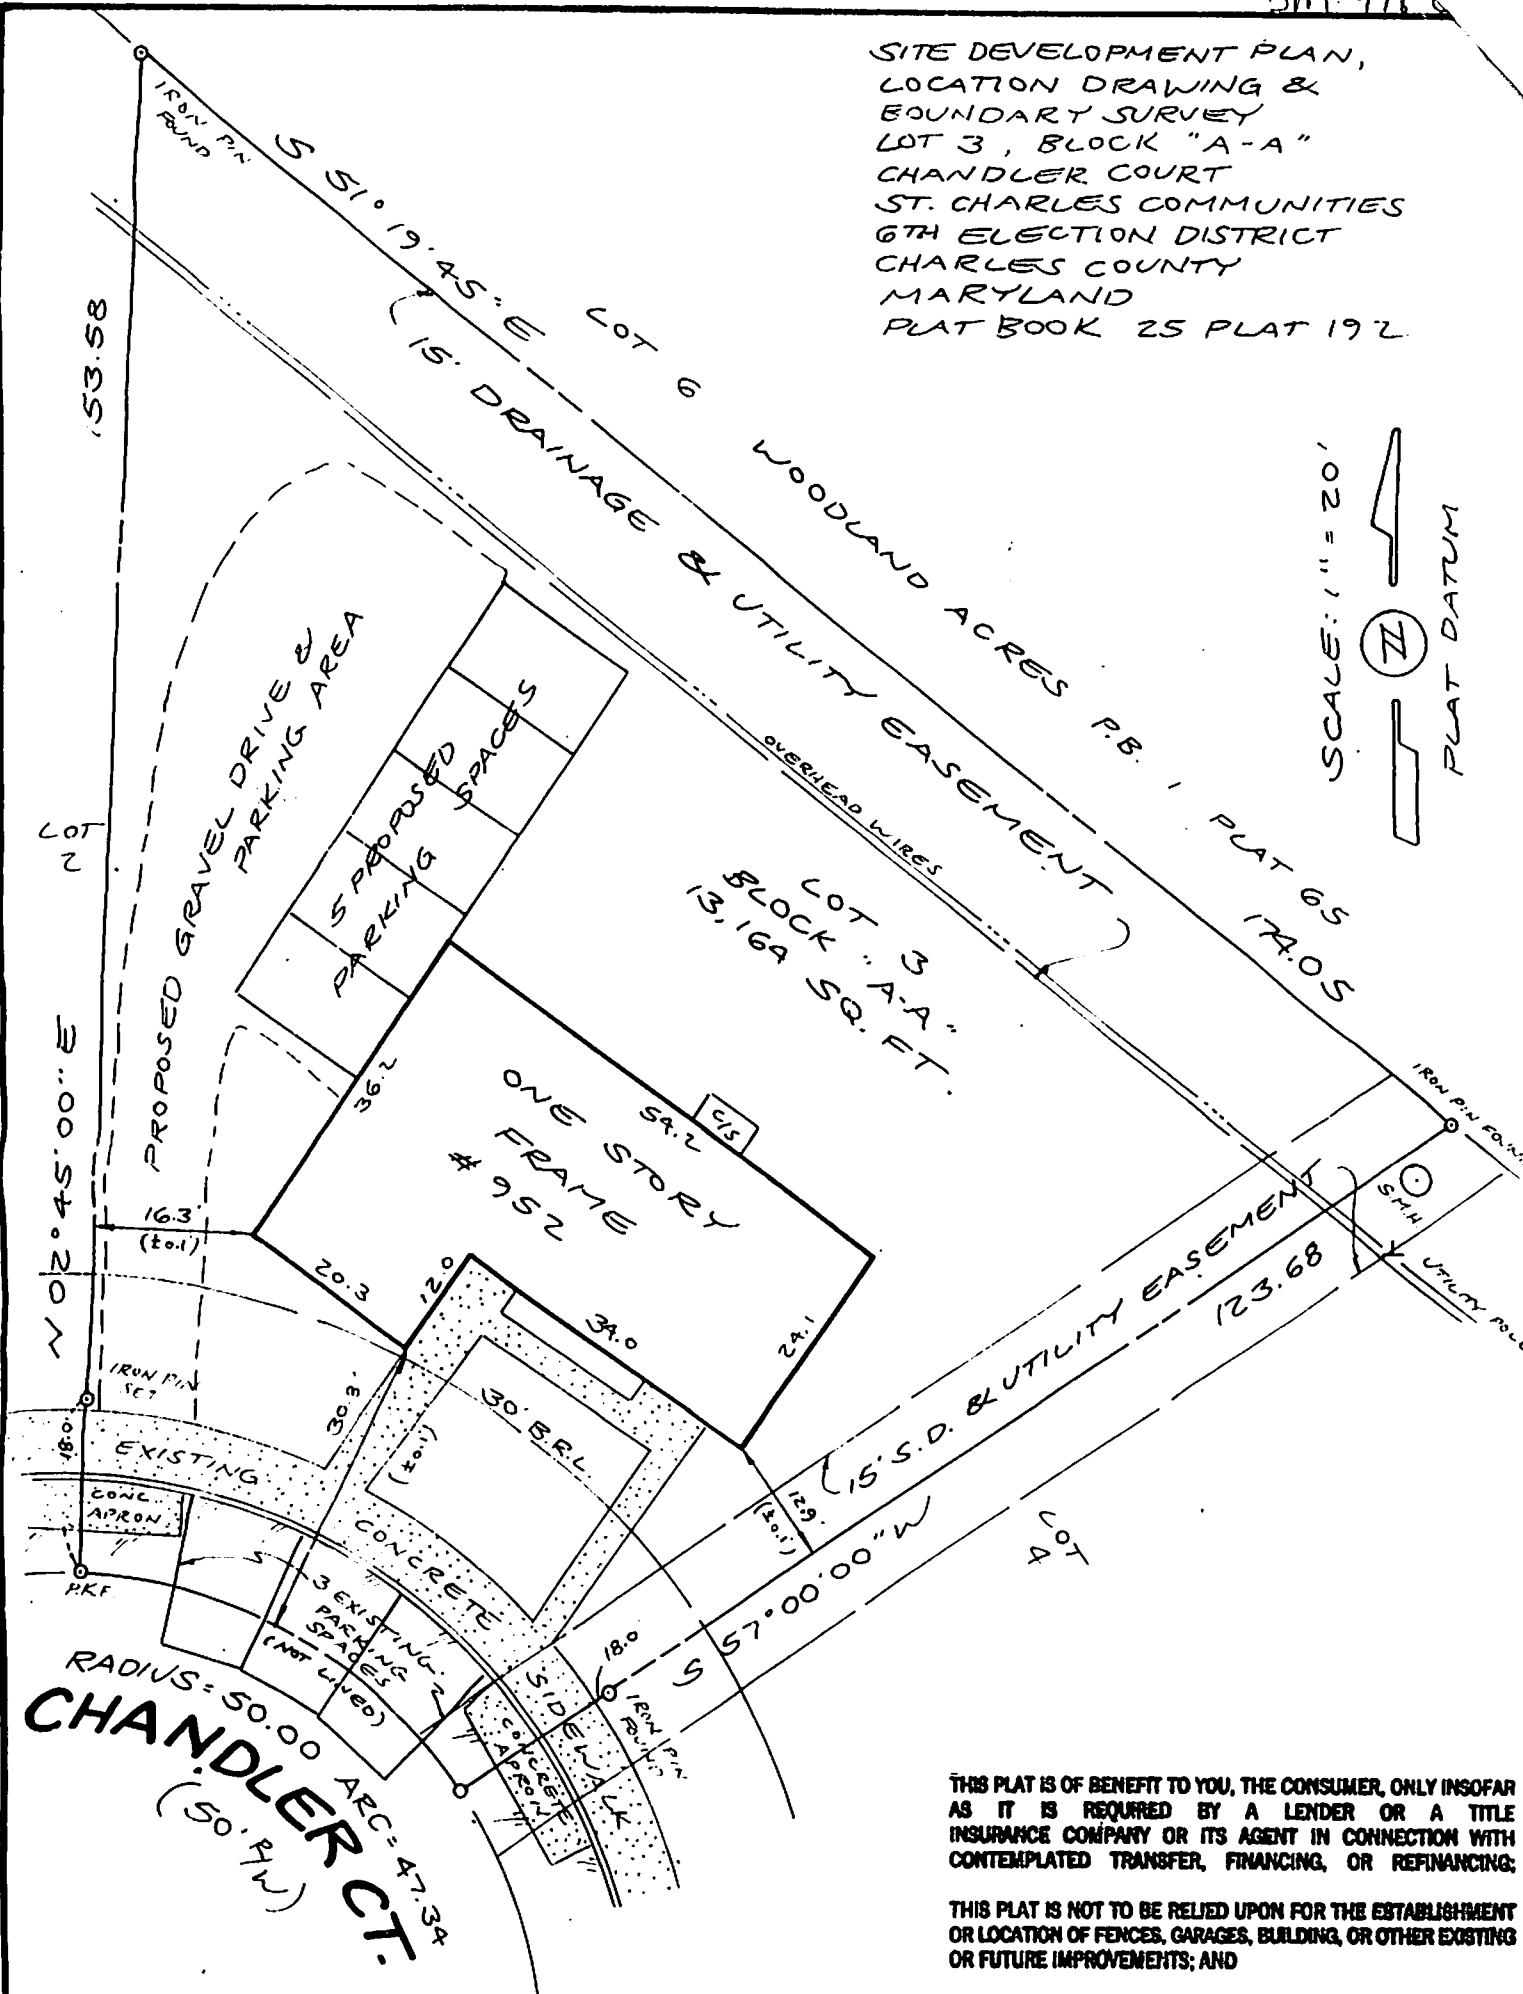 SITE DEVELOPMENT PLAN,
LOCATION DRAWING &
BOUNDARY SURVEY
LOT 3, BLOCK "A-A"
CHANDLER COURT
ST. CHARLES COMMUNITIES
6TH ELECTION DISTRICT
CHARLES COUNTY
MARYLAND
PLAT BOOK 25 PLAT 192
IRON PIN
FOUND
S 51° 19' 45" E
174.05
153.58
N 02° 45' 00" E
LOT 6 WOODLAND ACRES P.B. 1 PLAT 65
15' DRAINAGE & UTILITY EASEMENT
OVERHEAD WIRES
SCALE: 1" = 20'
N
PLAT DATUM
LOT
2
PROPOSED GRAVEL DRIVE &
PARKING AREA
5 PROPOSED
PARKING
SPACES
LOT 3
BLOCK "A-A"
13,164 SQ. FT.
ONE STORY
FRAME
# 952
36.2
54.2
C/S
20.3
12.0
34.0
24.1
16.3'
(±0.1')
IRON PIN FOUND
S.M.H
UTILITY POLE
15' S.D. & UTILITY EASEMENT
123.68
S 57° 00' 00" W
LOT
4
12.9'
(±0.1')
30.3'
(±0.1)
30' B.R.L.
IRON PIN
SET
18.0
EXISTING
CONCRETE
SIDEWALK
CONC.
APRON
P.K.F.
3 EXISTING
PARKING
SPACES
(NOT LINED)
18.0
IRON PIN
FOUND
CONCRETE
APRON
RADIUS = 50.00 ARC = 47.34
CHANDLER CT.
(50' R/W)
THIS PLAT IS OF BENEFIT TO YOU, THE CONSUMER, ONLY INSOFAR
AS IT IS REQUIRED BY A LENDER OR A TITLE
INSURANCE COMPANY OR ITS AGENT IN CONNECTION WITH
CONTEMPLATED TRANSFER, FINANCING, OR REFINANCING;
THIS PLAT IS NOT TO BE RELIED UPON FOR THE ESTABLISHMENT
OR LOCATION OF FENCES, GARAGES, BUILDING, OR OTHER EXISTING
OR FUTURE IMPROVEMENTS; AND